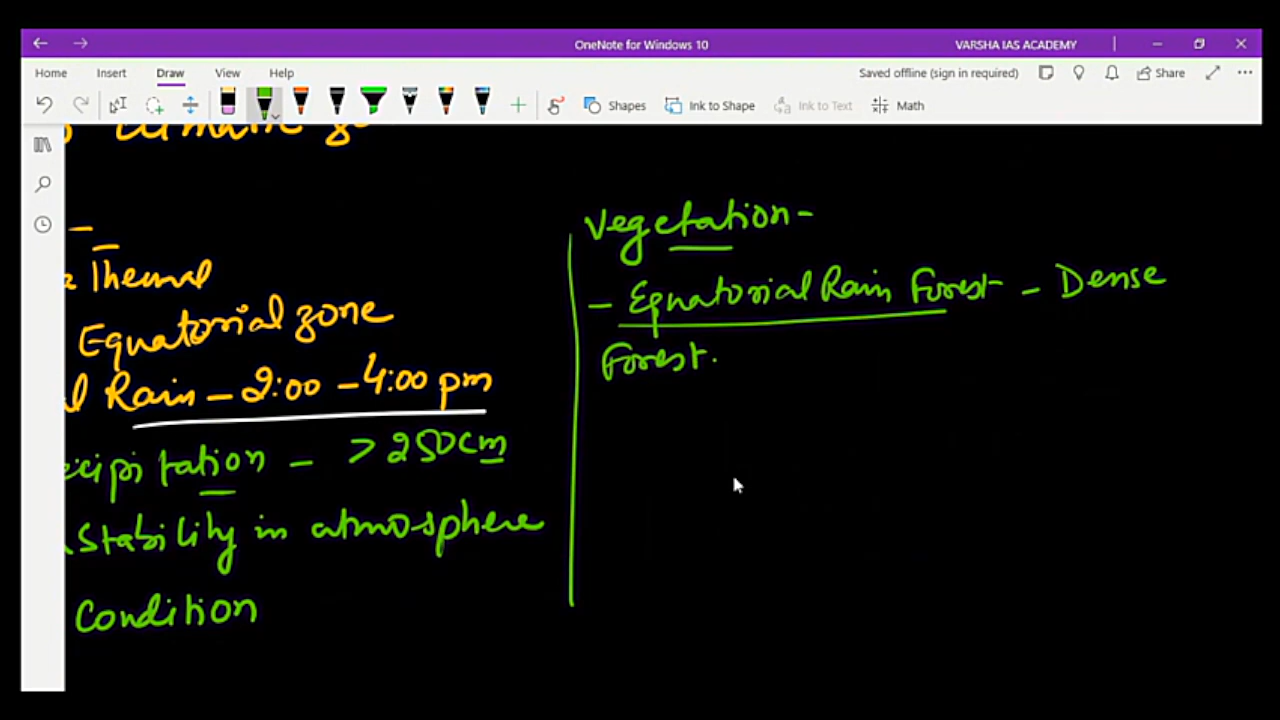 OneNote for Windows 10
VARSHA IAS ACADEMY
Home Insert Draw View Help
Saved offline (sign in required)
Share
Shapes
Ink to Shape
Ink to Text
Math
climatic
Thermal
Equatorial zone
Rain - 2:00 - 4:00 pm
cipitation - > 250cm
stability in atmosphere
Condition
Vegetation-
- Equatorial Rain Forest - Dense
Forest.